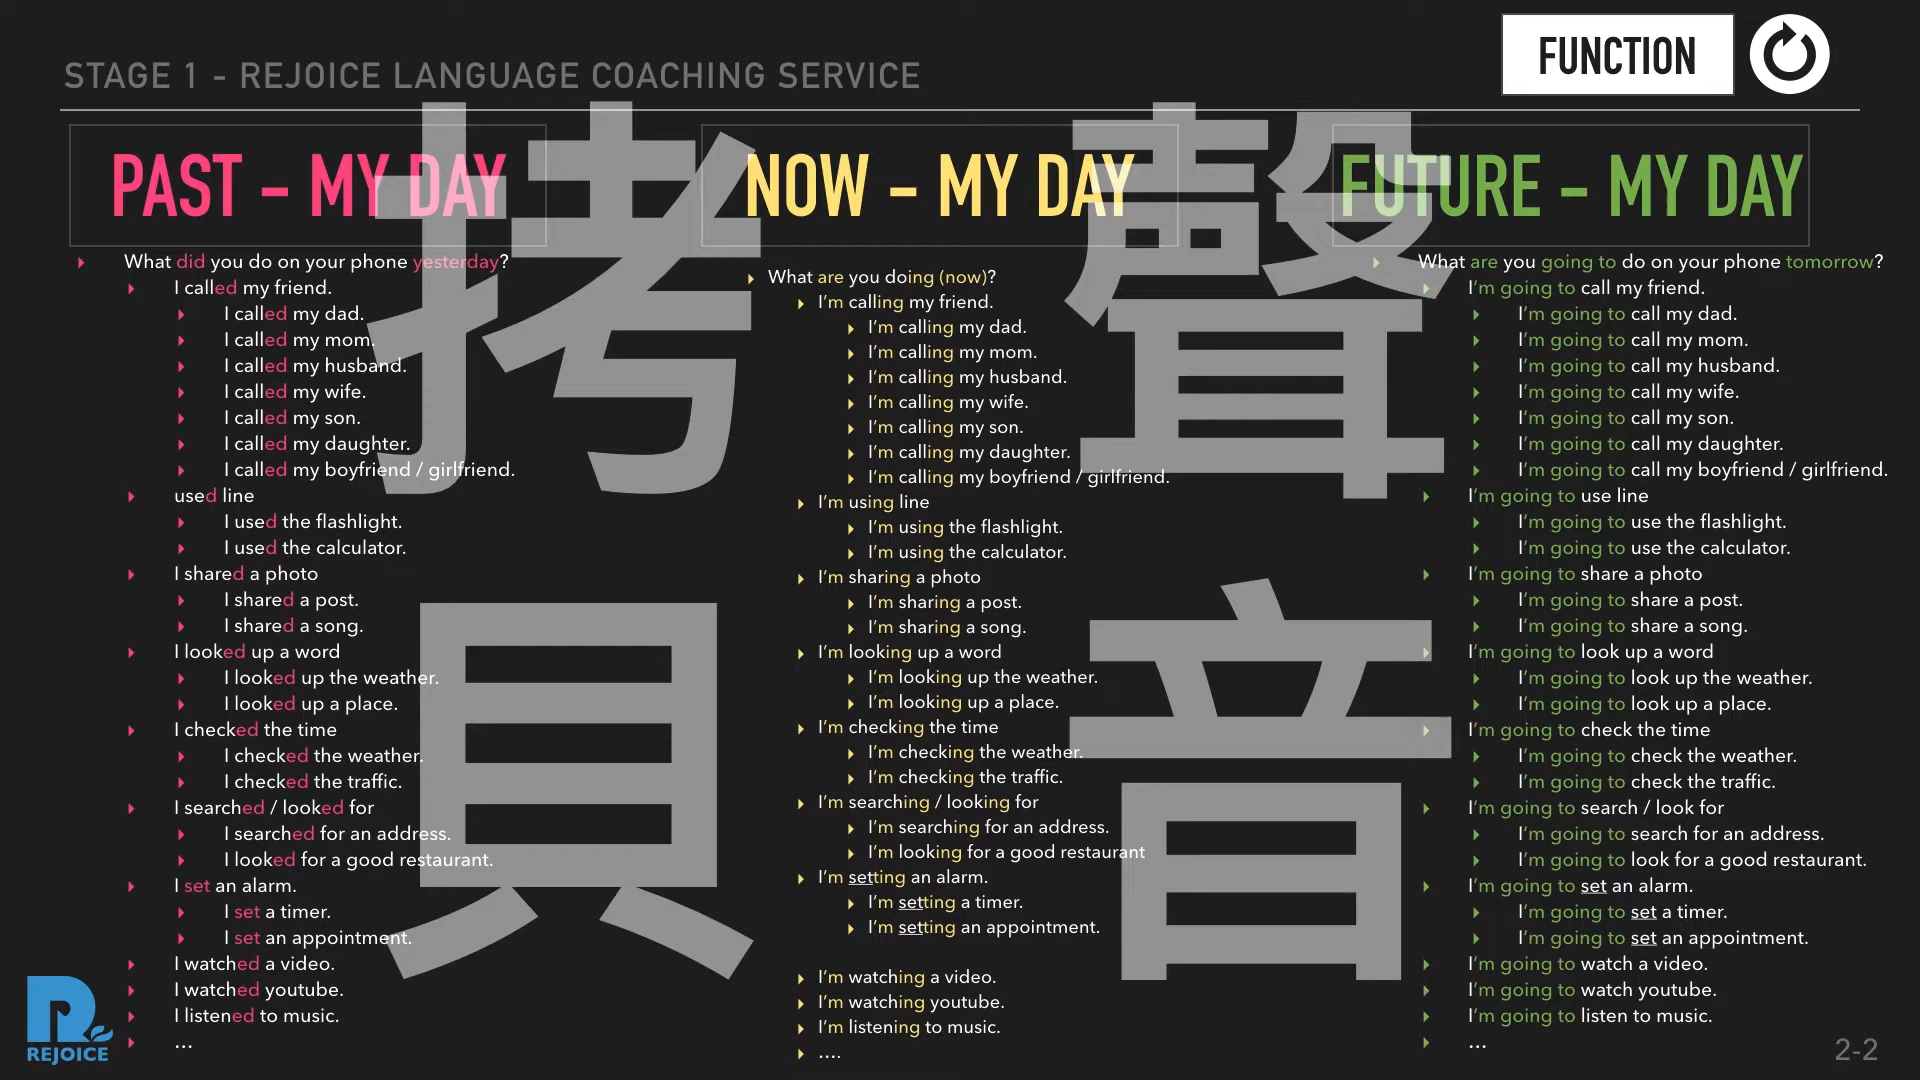 FUNCTION
STAGE 1 - REJOICE LANGUAGE COACHING SERVICE
PAST - MY DAY
What did you do on your phone yesterday?
I called my friend.
I called my dad.
I called my mom.
I called my husband.
I called my wife.
I called my son.
I called my daughter.
I called my boyfriend / girlfriend.
used line
I used the flashlight.
I used the calculator.
I shared a photo
I shared a post.
I shared a song.
I looked up a word
I looked up the weather.
I looked up a place.
I checked the time
I checked the weather.
I checked the traffic.
I searched / looked for
I searched for an address.
I looked for a good restaurant.
I set an alarm.
I set a timer.
I set an appointment.
I watched a video.
I watched youtube.
I listened to music.
...
NOW - MY DAY
What are you doing (now)?
I'm calling my friend.
I'm calling my dad.
I'm calling my mom.
I'm calling my husband.
I'm calling my wife.
I'm calling my son.
I'm calling my daughter.
I'm calling my boyfriend / girlfriend.
I'm using line
I'm using the flashlight.
I'm using the calculator.
I'm sharing a photo
I'm sharing a post.
I'm sharing a song.
I'm looking up a word
I'm looking up the weather.
I'm looking up a place.
I'm checking the time
I'm checking the weather.
I'm checking the traffic.
I'm searching / looking for
I'm searching for an address.
I'm looking for a good restaurant
I'm setting an alarm.
I'm setting a timer.
I'm setting an appointment.
I'm watching a video.
I'm watching youtube.
I'm listening to music.
....
FUTURE - MY DAY
What are you going to do on your phone tomorrow?
I'm going to call my friend.
I'm going to call my dad.
I'm going to call my mom.
I'm going to call my husband.
I'm going to call my wife.
I'm going to call my son.
I'm going to call my daughter.
I'm going to call my boyfriend / girlfriend.
I'm going to use line
I'm going to use the flashlight.
I'm going to use the calculator.
I'm going to share a photo
I'm going to share a post.
I'm going to share a song.
I'm going to look up a word
I'm going to look up the weather.
I'm going to look up a place.
I'm going to check the time
I'm going to check the weather.
I'm going to check the traffic.
I'm going to search / look for
I'm going to search for an address.
I'm going to look for a good restaurant.
I'm going to set an alarm.
I'm going to set a timer.
I'm going to set an appointment.
I'm going to watch a video.
I'm going to watch youtube.
I'm going to listen to music.
...
拷聲
貝音
REJOICE
2-2